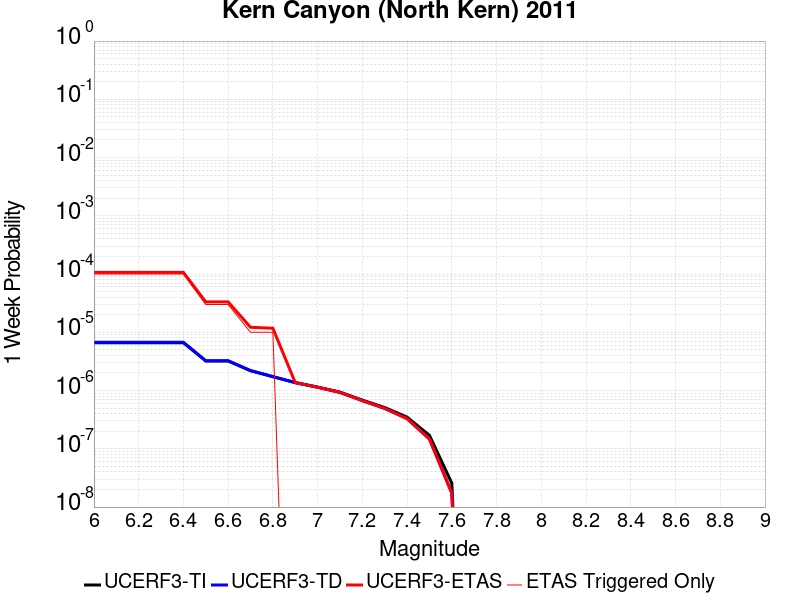 Kern Canyon (North Kern) 2011
10^0
10^-1
10^-2
10^-3
10^-4
10^-5
10^-6
10^-7
10^-8
1 Week Probability
6 6.2 6.4 6.6 6.8 7 7.2 7.4 7.6 7.8 8 8.2 8.4 8.6 8.8 9
Magnitude
UCERF3-TI UCERF3-TD UCERF3-ETAS ETAS Triggered Only